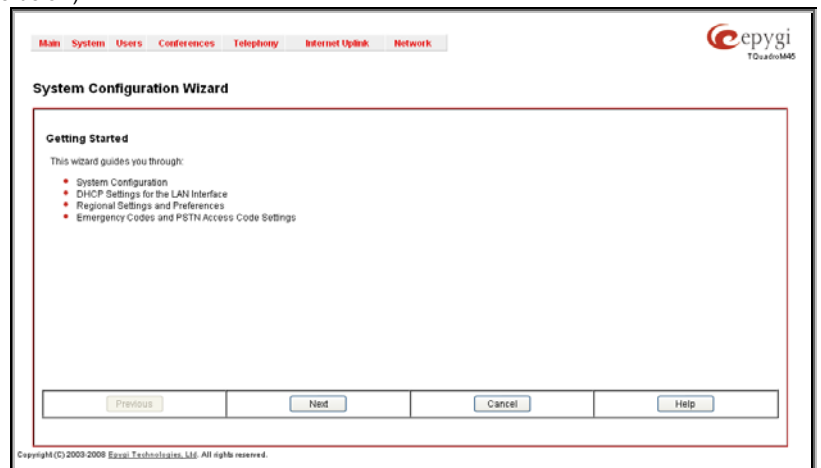 Main System Users Conferences Telephony Internet Uplink Network
epygi
TQuadroM45
System Configuration Wizard
Getting Started
This wizard guides you through:
System Configuration
DHCP Settings for the LAN Interface
Regional Settings and Preferences
Emergency Codes and PSTN Access Code Settings
Previous Next Cancel Help
Copyright (C) 2003-2008 Epygi Technologies, Ltd. All rights reserved.